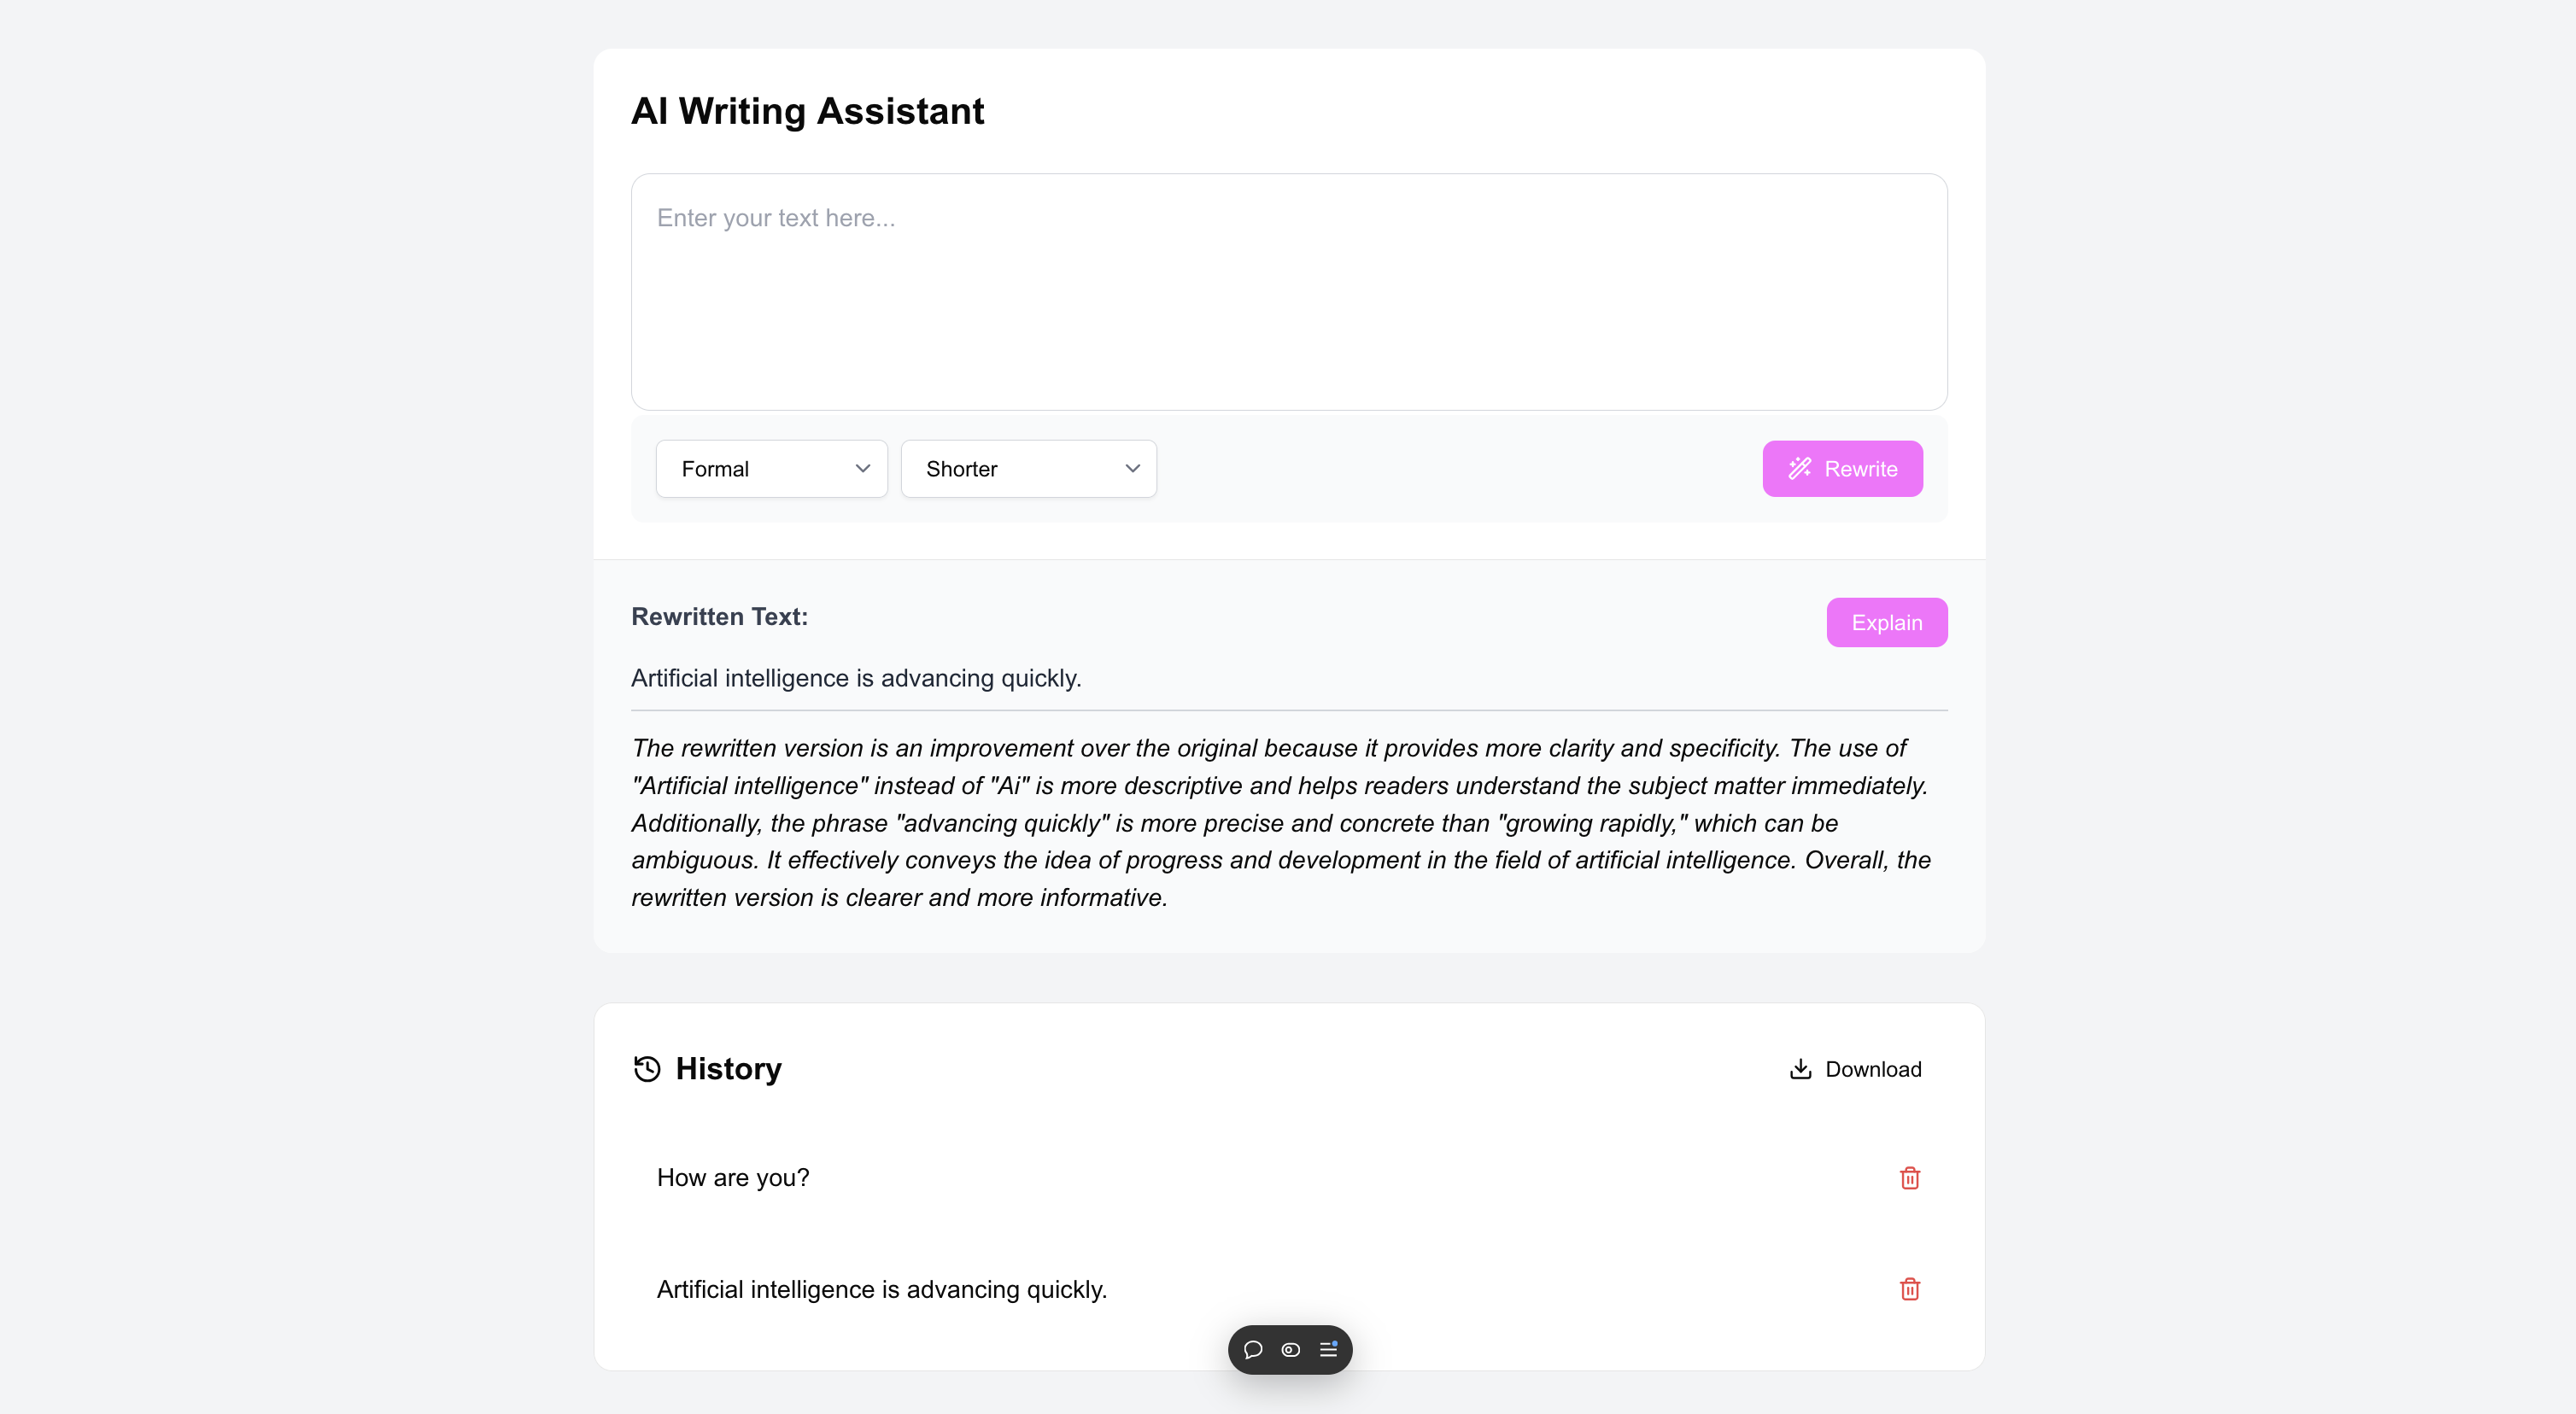 AI Writing Assistant
Enter your text here...
Formal
Shorter
Rewrite
Rewritten Text:
Explain
Artificial intelligence is advancing quickly.
The rewritten version is an improvement over the original because it provides more clarity and specificity. The use of
"Artificial intelligence" instead of "Ai" is more descriptive and helps readers understand the subject matter immediately.
Additionally, the phrase "advancing quickly" is more precise and concrete than "growing rapidly," which can be
ambiguous. It effectively conveys the idea of progress and development in the field of artificial intelligence. Overall, the
rewritten version is clearer and more informative.
History
Download
How are you?
Artificial intelligence is advancing quickly.